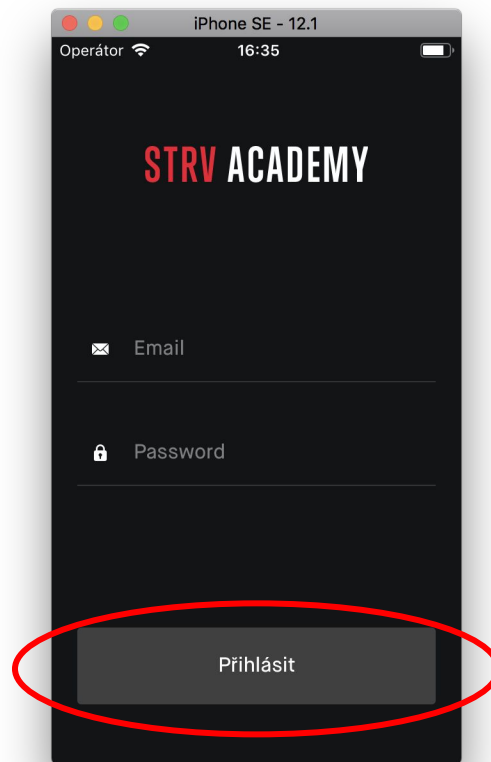 iPhone SE - 12.1
Operátor 16:35
STRV ACADEMY
Email
Password
Přihlásit